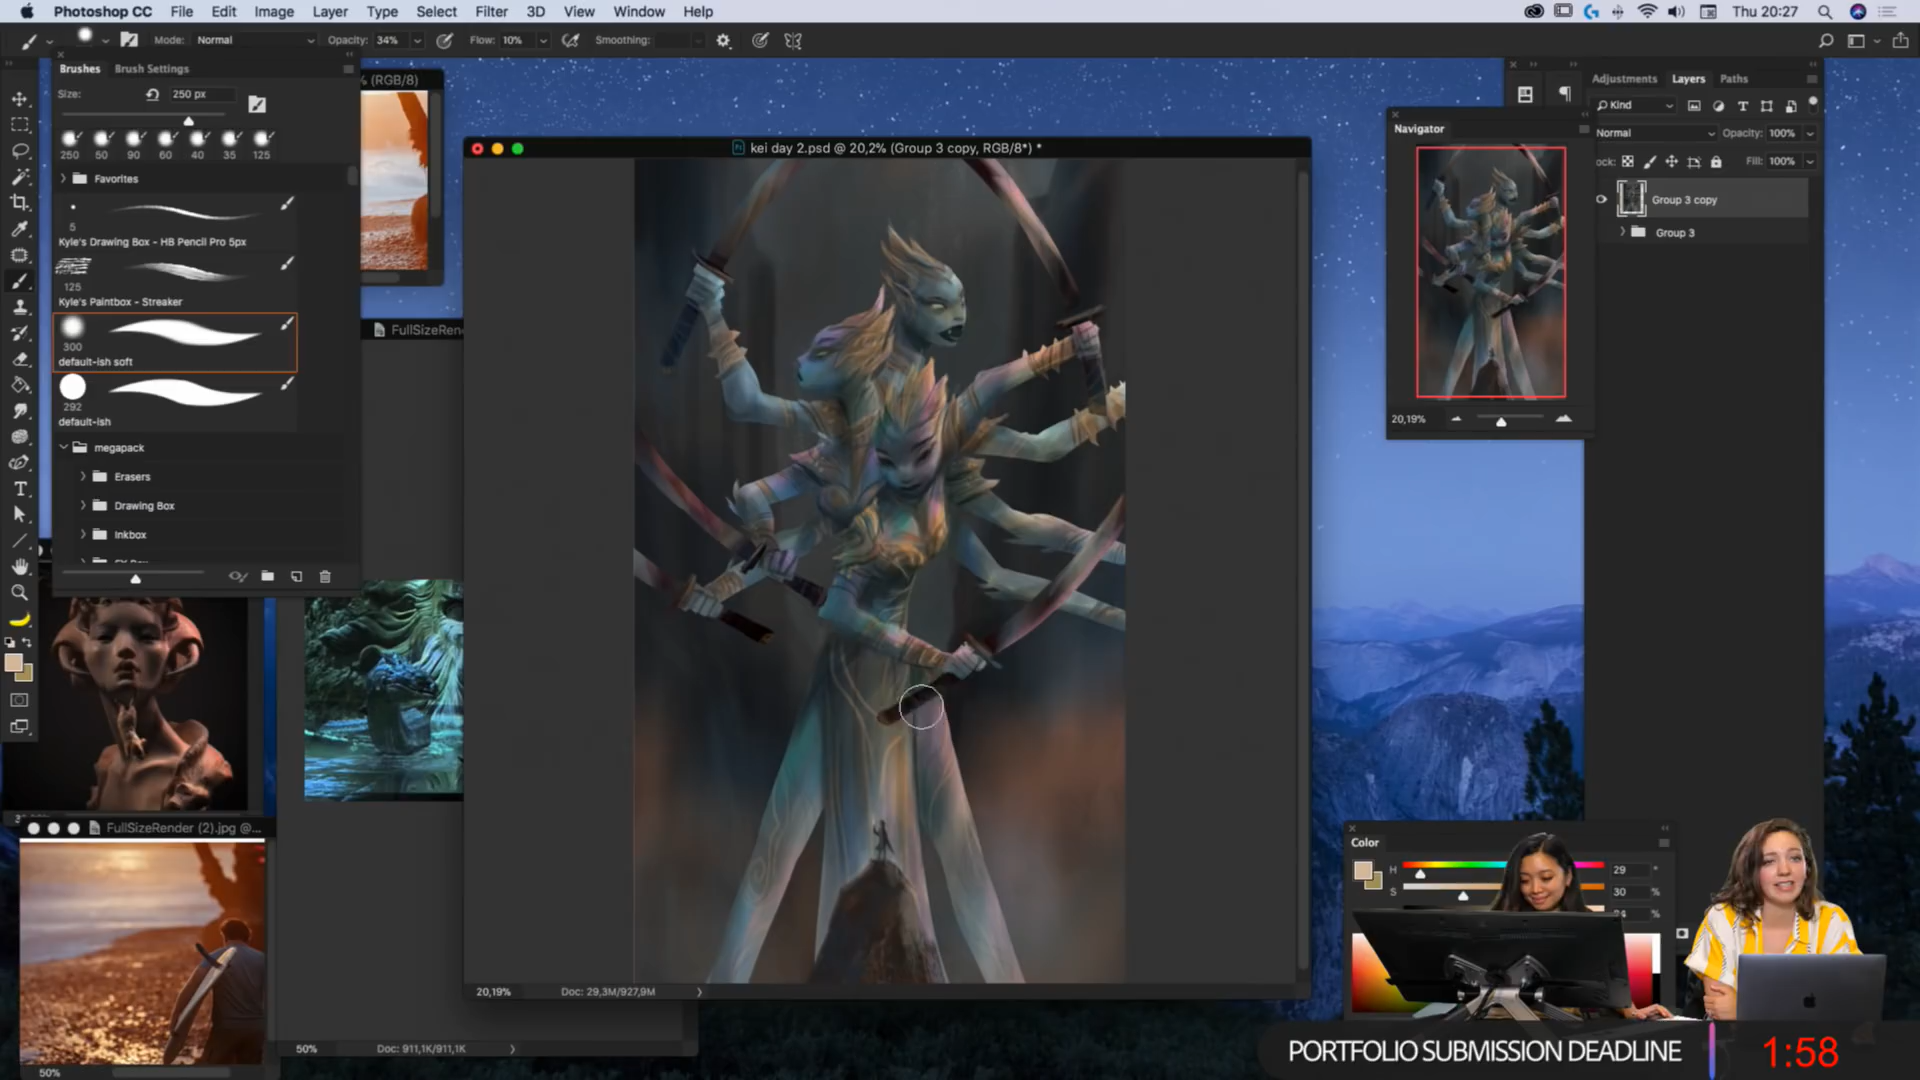 Photoshop CC File Edit Image Layer Type Select Filter 3D View Window Help Thu 20:27
Mode: Normal Opacity: 34% Flow: 10% Smoothing:
Brushes Brush Settings
Size: 250 px
250 50 90 60 40 35 125
Favorites
5
Kyle's Drawing Box - HB Pencil Pro 5px
125
Kyle's Paintbox - Streaker
300
default-ish soft
292
default-ish
megapack
Erasers
Drawing Box
Inkbox
% (RGB/8)
FullSizeRen
kei day 2.psd @ 20,2% (Group 3 copy, RGB/8*) *
20,19% Doc: 29,3M/927,9M
50% Doc: 911,1K/911,1K
FullSizeRender (2).jpg @...
50%
Navigator
20,19%
Adjustments Layers Paths
Kind
Normal Opacity: 100%
ock: Fill: 100%
Group 3 copy
Group 3
Color
H 29 °
S 30 %
%
PORTFOLIO SUBMISSION DEADLINE 1:58